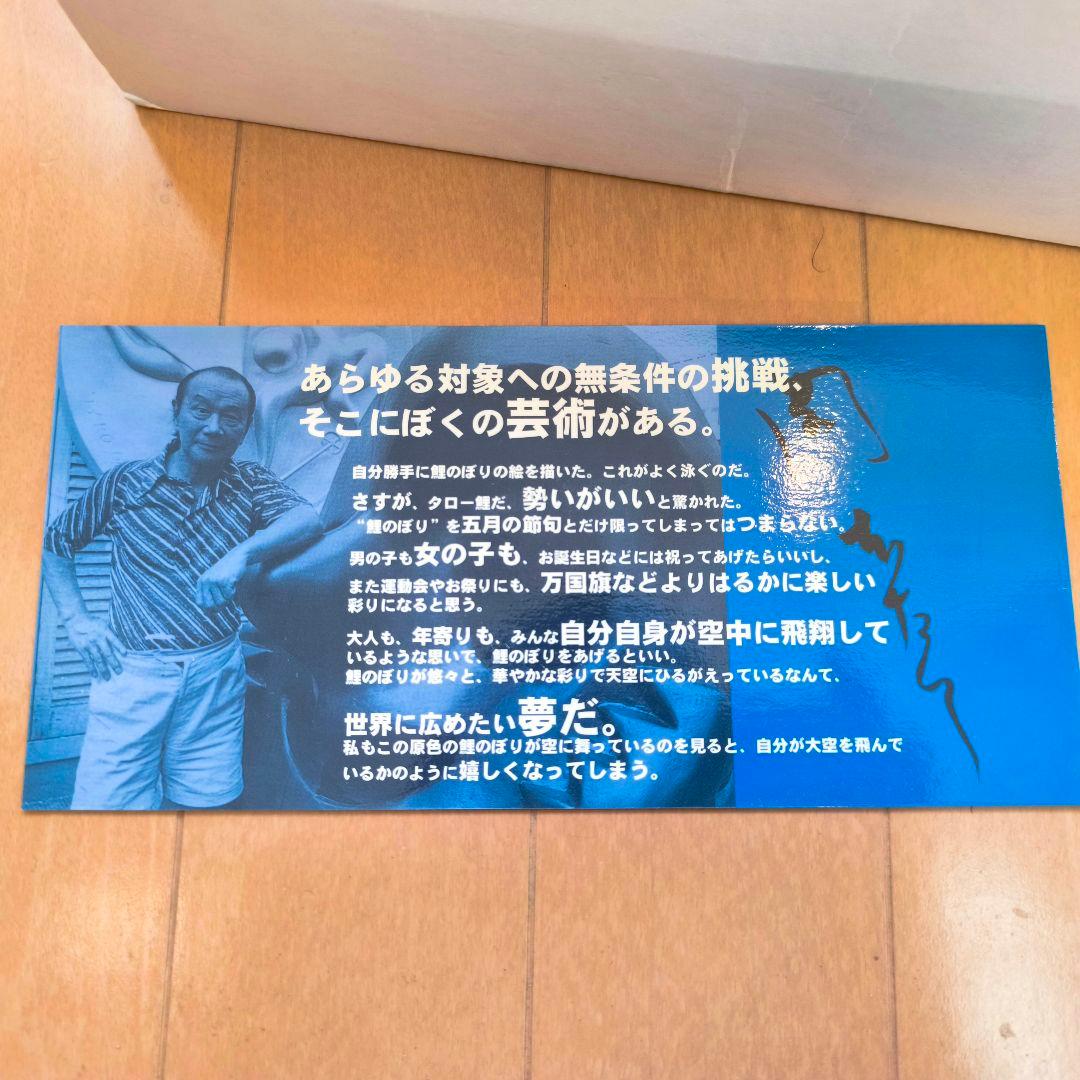 あらゆる対象への無条件の挑戦、
そこにぼくの芸術がある。
自分勝手に鯉のぼりの絵を描いた。これがよく泳ぐのだ。
さすが、タロー鯉だ、勢いがいいと驚かれた。
“鯉のぼり”を五月の節句とだけ限ってしまってはつまらない。
男の子も女の子も、お誕生日などには祝ってあげたらいいし、
また運動会やお祭りにも、万国旗などよりはるかに楽しい
彩りになると思う。
大人も、年寄りも、みんな自分自身が空中に飛翔して
いるような思いで、鯉のぼりをあげるといい。
鯉のぼりが悠々と、華やかな彩りで天空にひるがえっているなんて、
世界に広めたい夢だ。
私もこの原色の鯉のぼりが空に舞っているのを見ると、自分が大空を飛んで
いるかのように嬉しくなってしまう。